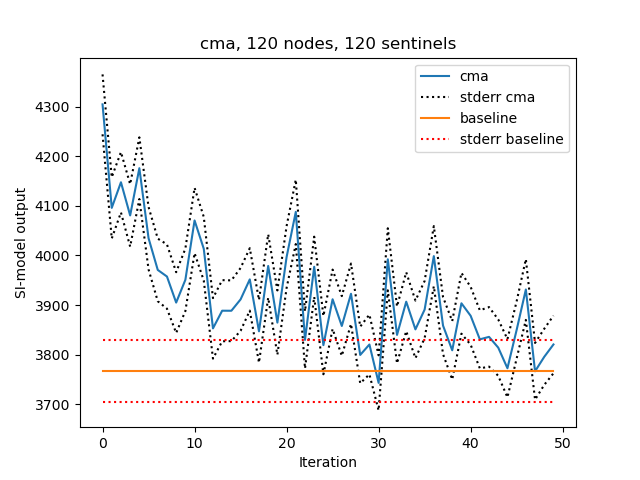 cma, 120 nodes, 120 sentinels
cma
stderr cma
baseline
stderr baseline
SI-model output
4300
4200
4100
4000
3900
3800
3700
0 10 20 30 40 50
Iteration